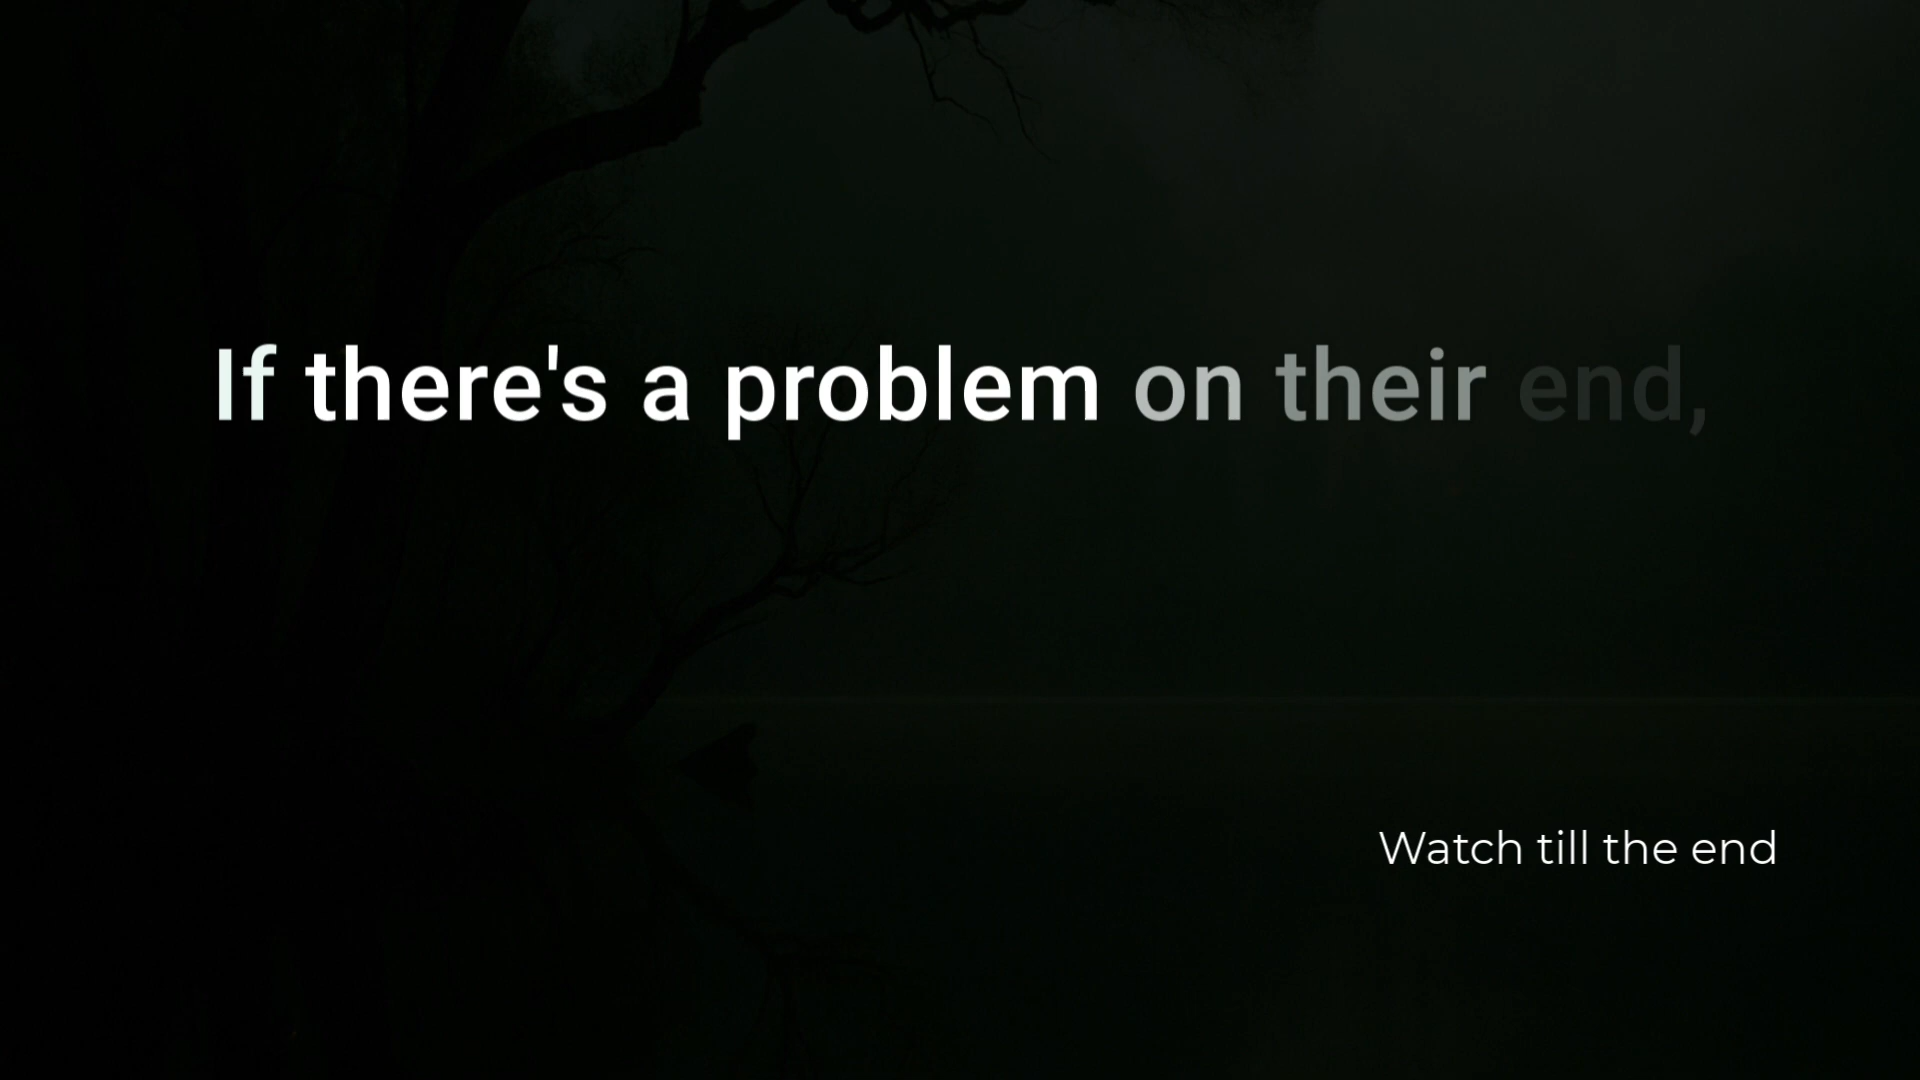 If there's a problem on their end,
Watch till the end